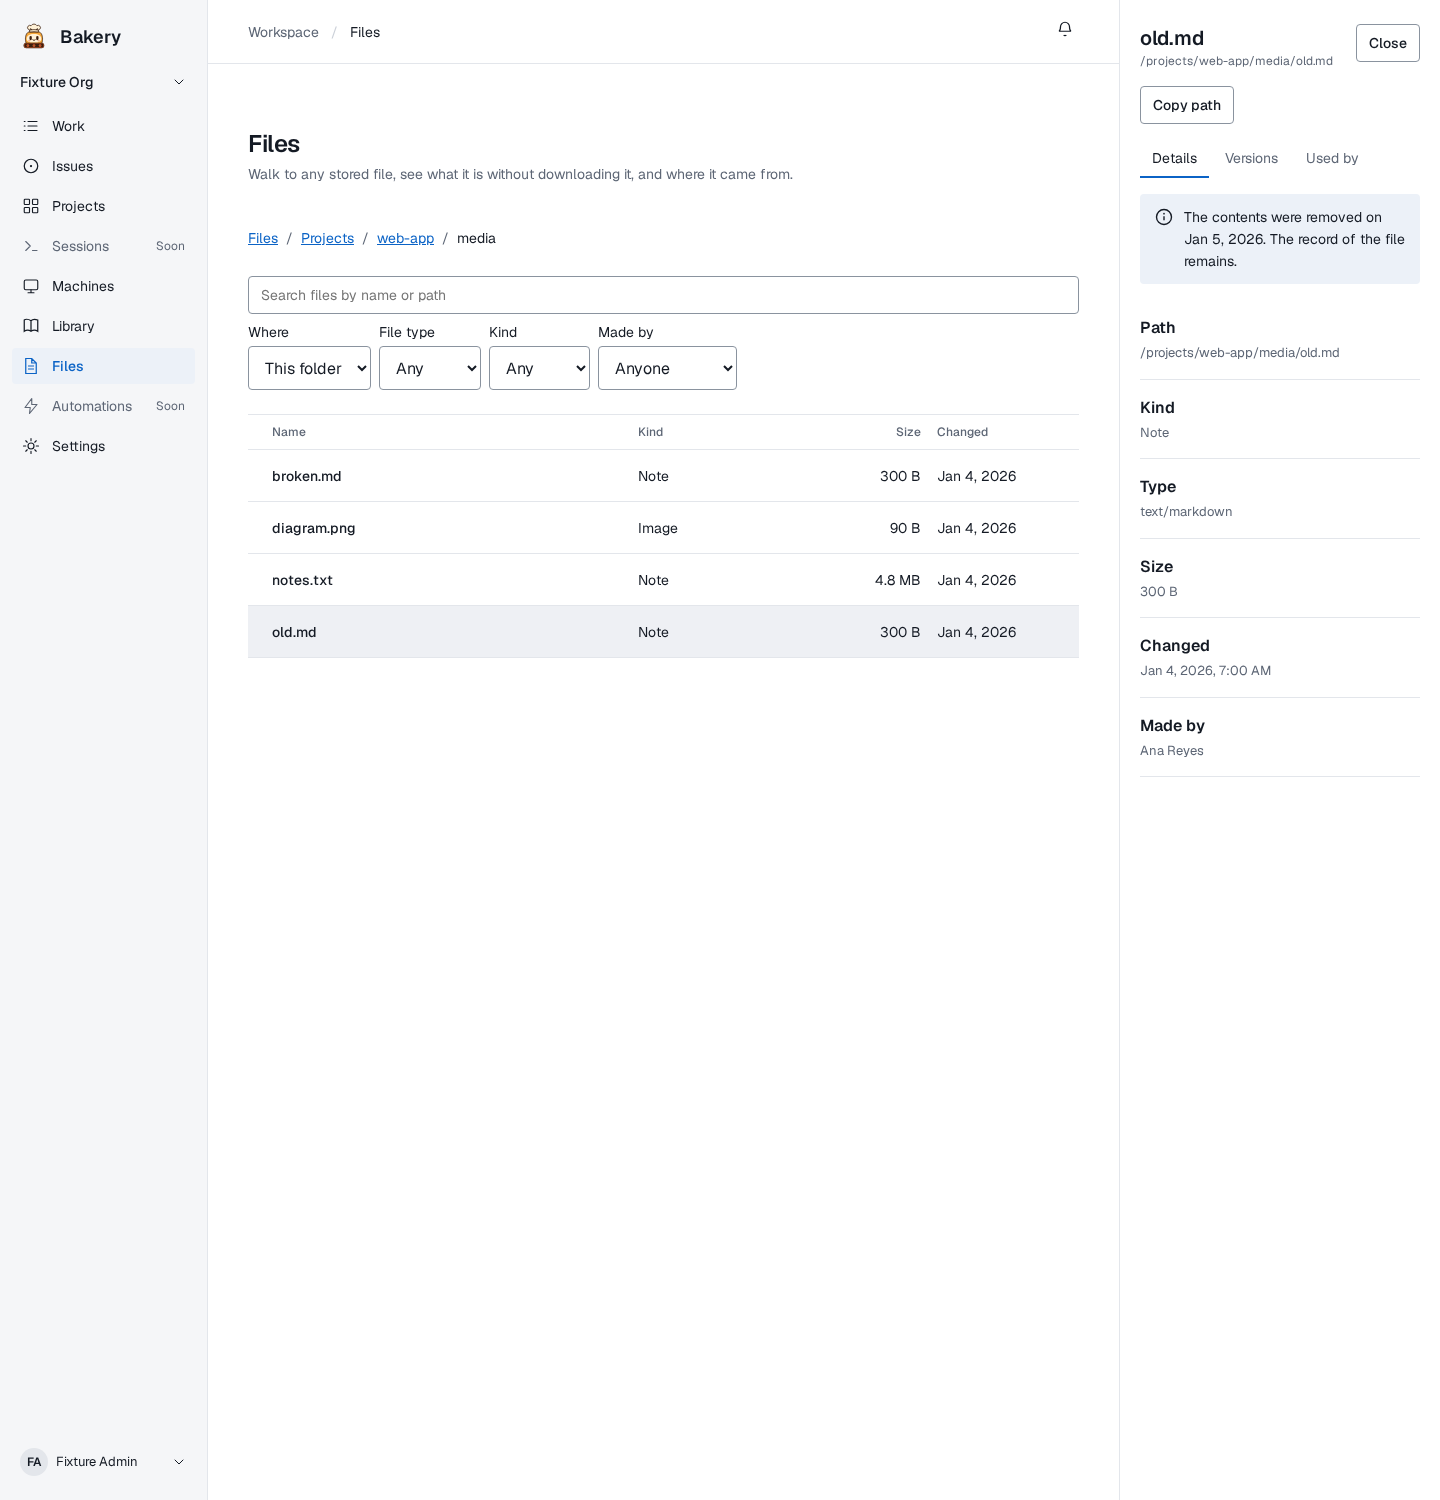 Bakery
Fixture Org
Work
Issues
Projects
Sessions Soon
Machines
Library
Files
Automations Soon
Settings
FA Fixture Admin
Workspace / Files
Files
Walk to any stored file, see what it is without downloading it, and where it came from.
Files / Projects / web-app / media
Search files by name or path
Where File type Kind Made by
This folder Any Any Anyone
Name Kind Size Changed
broken.md Note 300 B Jan 4, 2026
diagram.png Image 90 B Jan 4, 2026
notes.txt Note 4.8 MB Jan 4, 2026
old.md Note 300 B Jan 4, 2026
old.md
/projects/web-app/media/old.md
Close
Copy path
Details Versions Used by
The contents were removed on
Jan 5, 2026. The record of the file
remains.
Path
/projects/web-app/media/old.md
Kind
Note
Type
text/markdown
Size
300 B
Changed
Jan 4, 2026, 7:00 AM
Made by
Ana Reyes